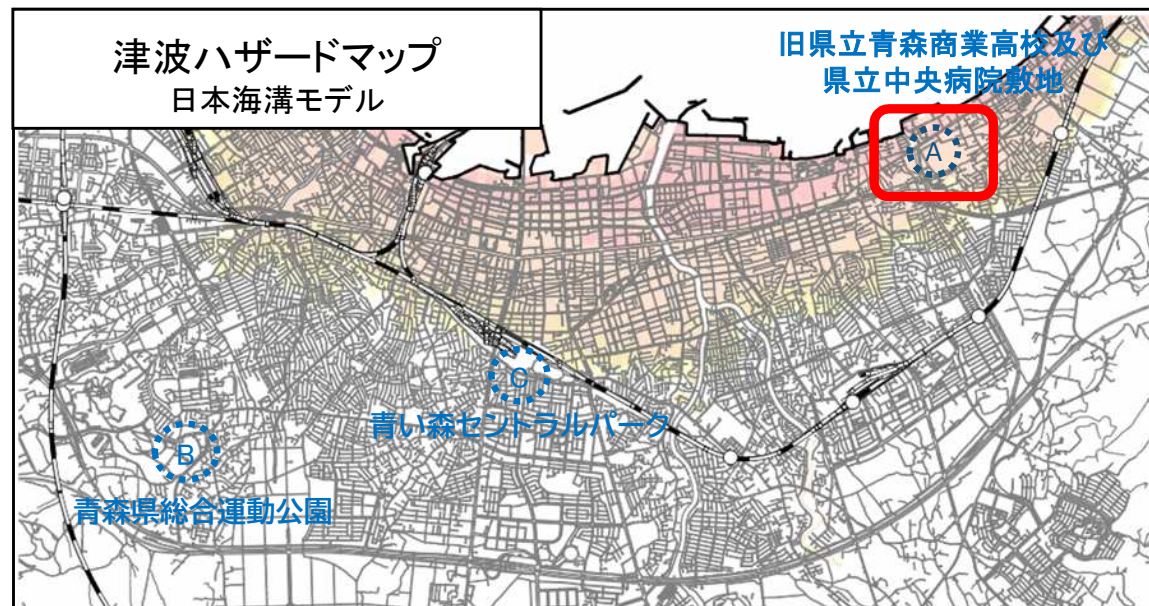 津波ハザードマップ
日本海溝モデル
旧県立青森商業高校及び
県立中央病院敷地
A
C
青い森セントラルパーク
B
青森県総合運動公園